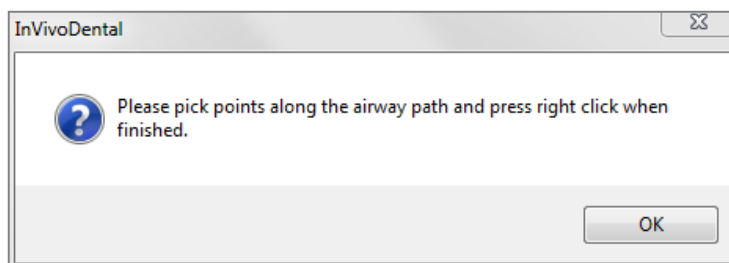 InVivoDental
Please pick points along the airway path and press right click when
finished.
OK